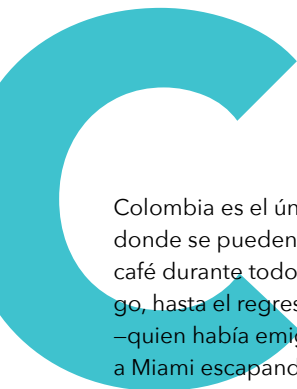 C
Colombia es el ún
donde se pueden
café durante todo
go, hasta el regres
—quien había emig
a Miami escapand